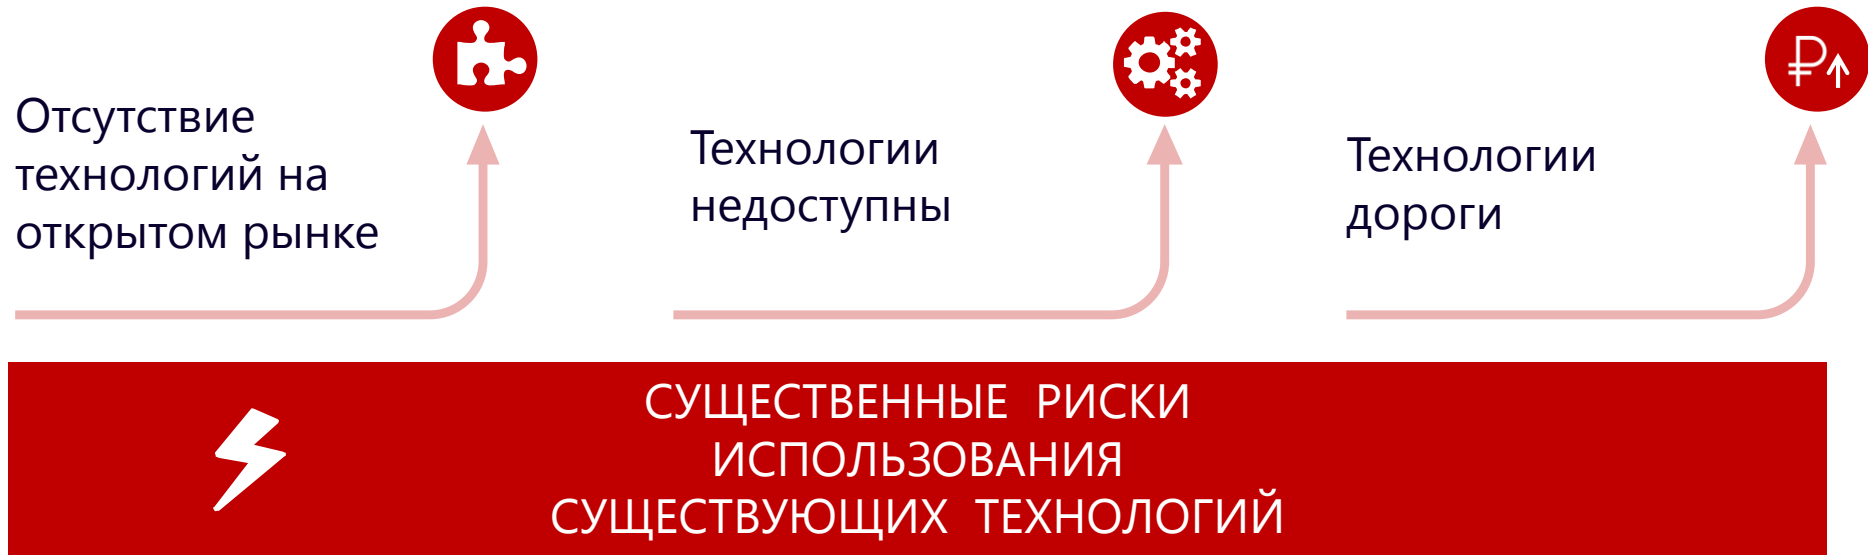 Отсутствие
технологий на
открытом рынке
Технологии
недоступны
Технологии
дороги
СУЩЕСТВЕННЫЕ РИСКИ
ИСПОЛЬЗОВАНИЯ
СУЩЕСТВУЮЩИХ ТЕХНОЛОГИЙ